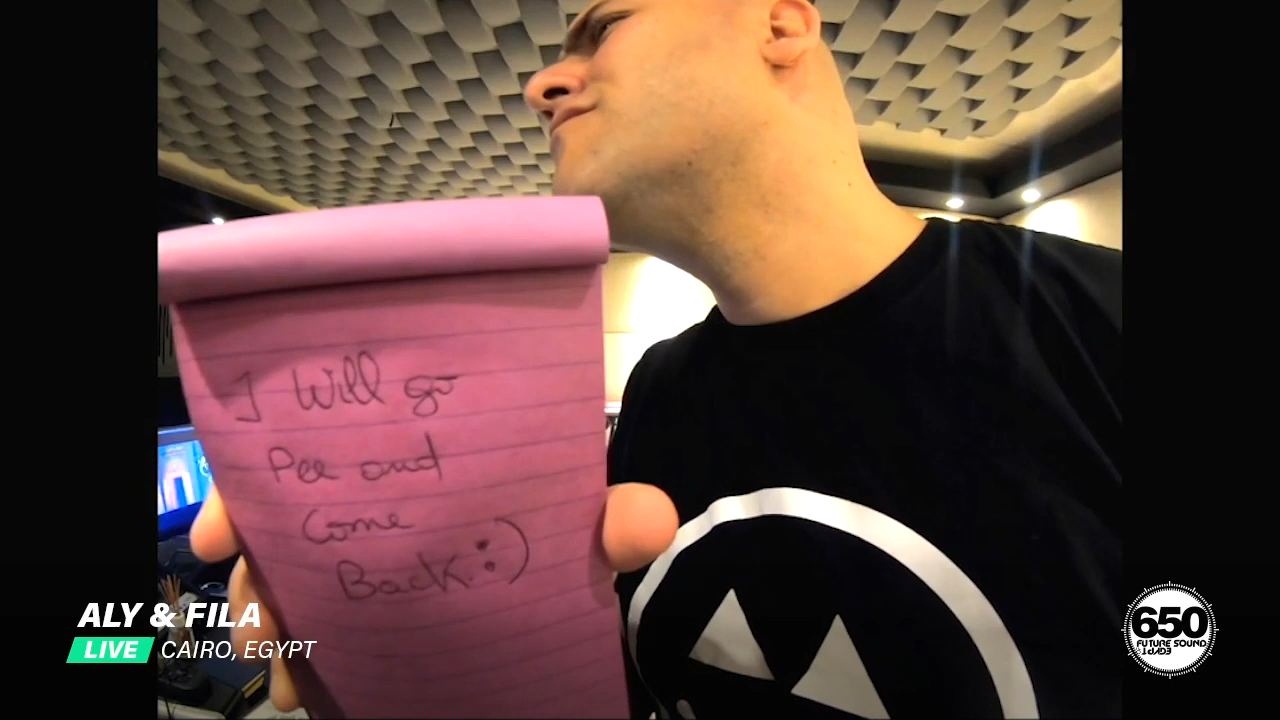 I Will go
Pee and
Come
Back :)
ALY & FILA
LIVE CAIRO, EGYPT
650
FUTURE SOUND